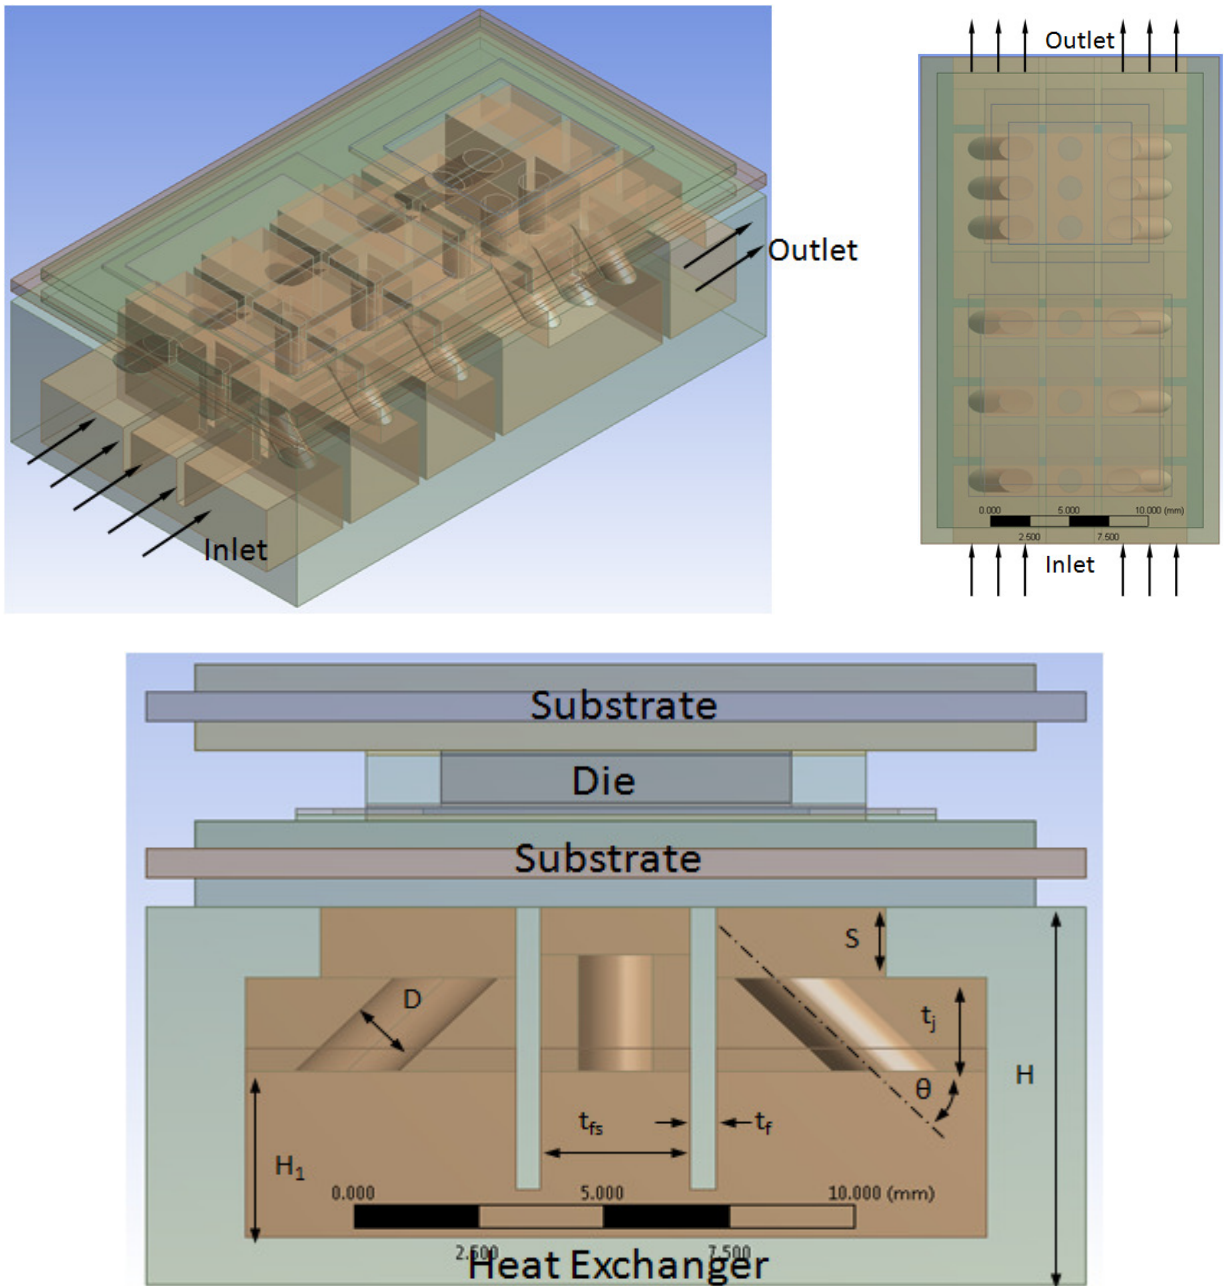 Outlet
Inlet
Outlet
0.000 5.000 10.000 (mm)
2.500 7.500
Inlet
Substrate
Die
Substrate
S
D
tj
H
θ
tfs
tf
H1
0.000 5.000 10.000 (mm)
2.500 7.500
Heat Exchanger